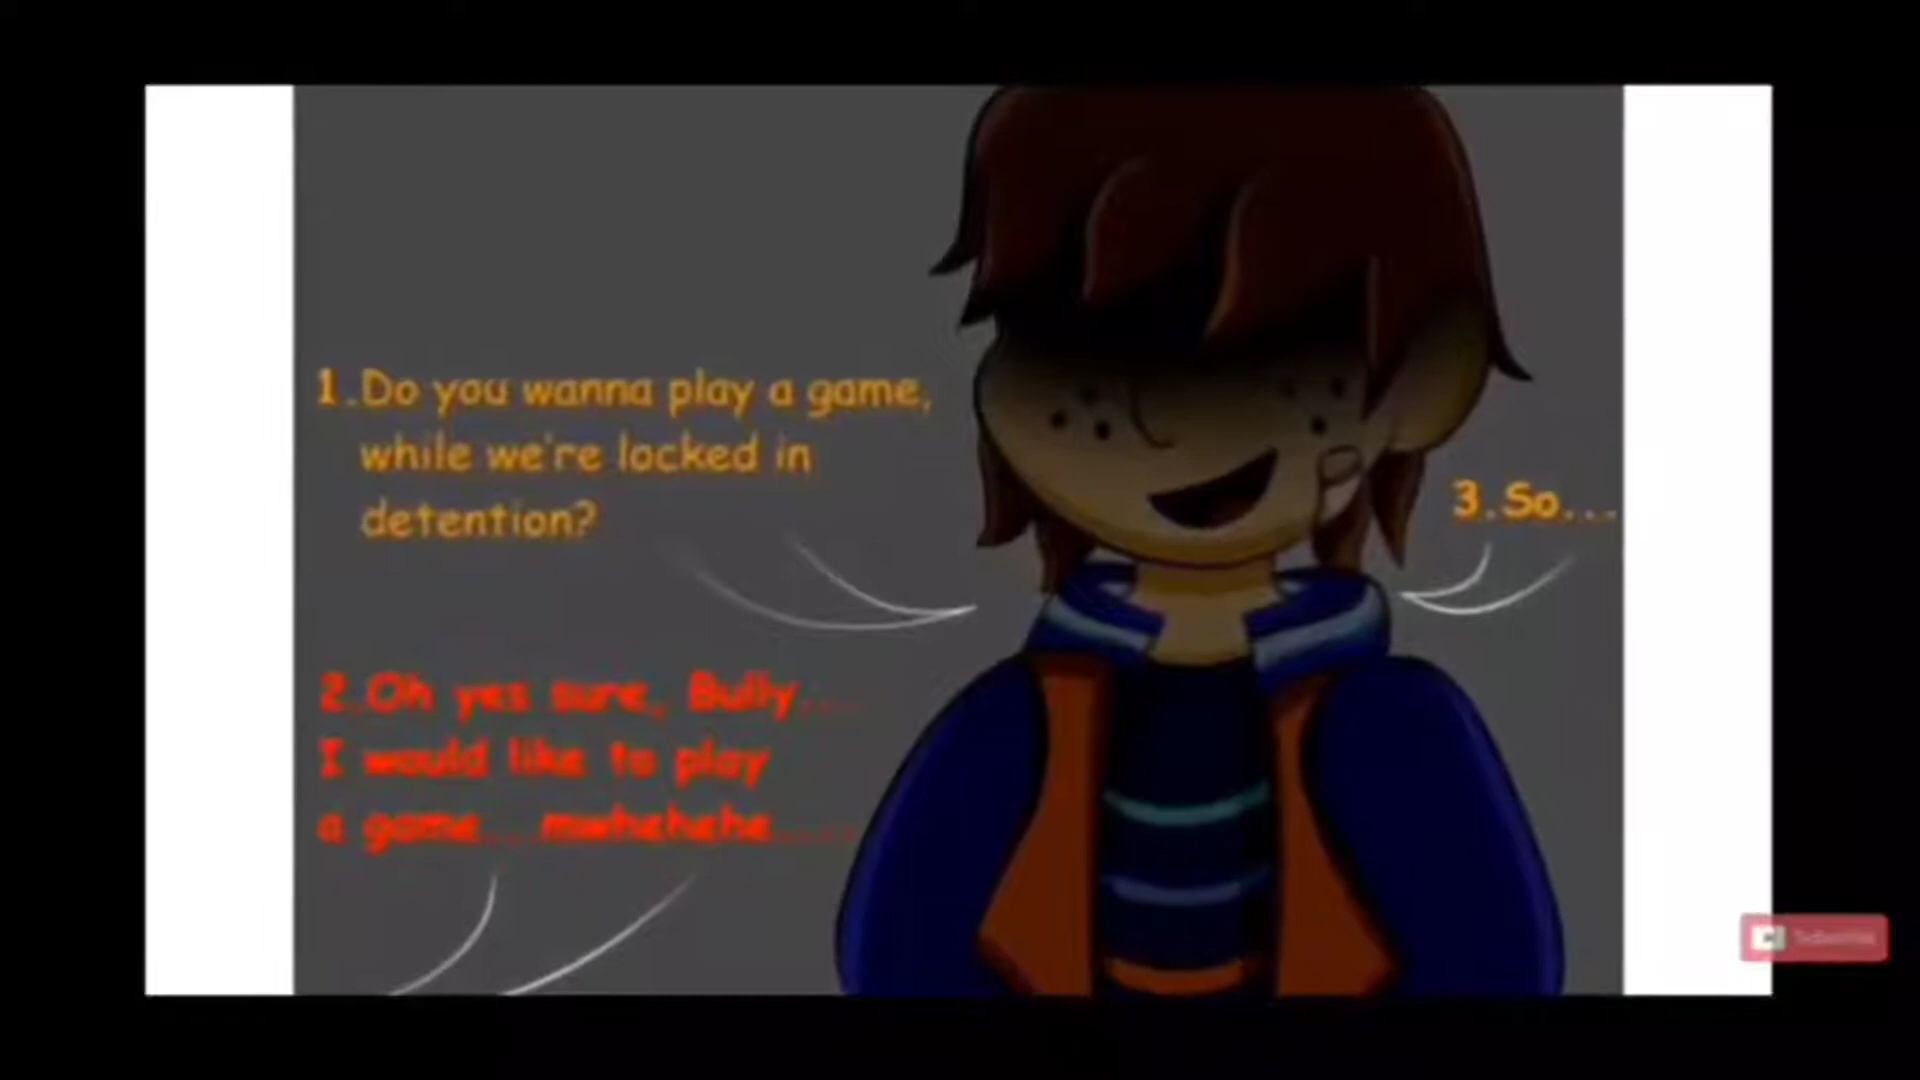 1.Do you wanna play a game,
while we're locked in
detention?
2.Oh yes sure, Bully...
I would like to play
a game...mwhehehe....
3.So...
Subscribe